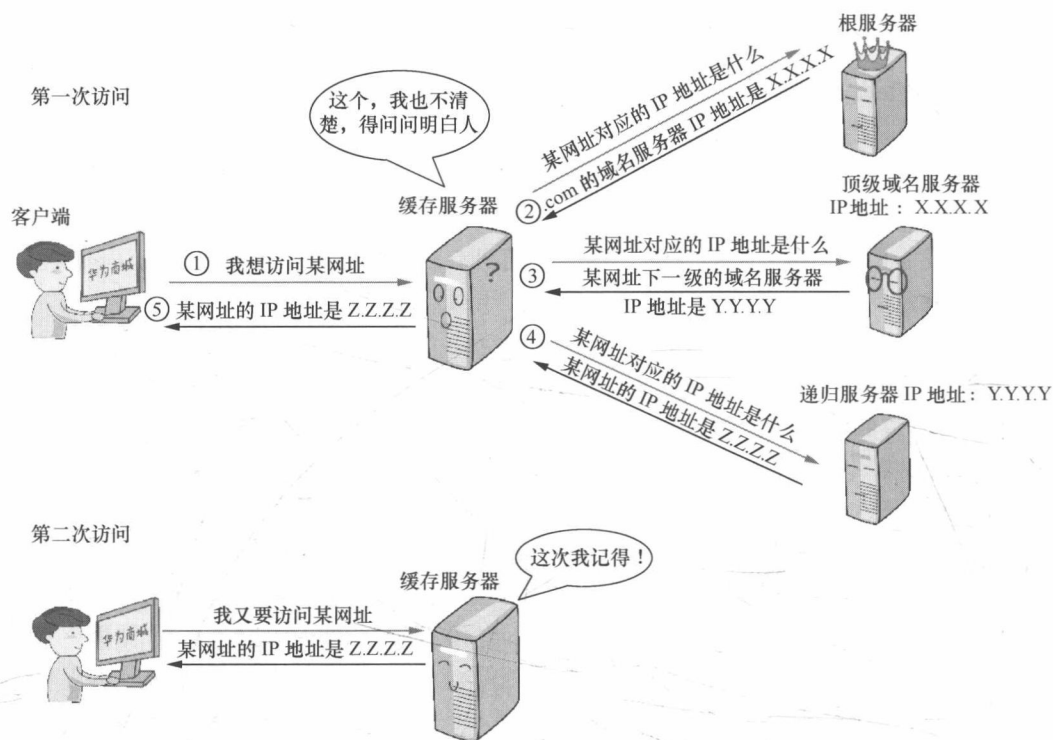 根服务器
第一次访问
这个，我也不清
楚，得问问明白人
某网址对应的 IP 地址是什么
.com 的域名服务器 IP 地址是 X.X.X.X
缓存服务器
②
顶级域名服务器
IP地址： X.X.X.X
客户端
华为商城
① 我想访问某网址
⑤ 某网址的 IP 地址是 Z.Z.Z.Z
?
某网址对应的 IP 地址是什么
③ 某网址下一级的域名服务器
IP 地址是 Y.Y.Y.Y
④
某网址对应的 IP 地址是什么
某网址的 IP 地址是 Z.Z.Z.Z
递归服务器 IP 地址： Y.Y.Y.Y
第二次访问
这次我记得！
缓存服务器
华为商城
我又要访问某网址
某网址的 IP 地址是 Z.Z.Z.Z